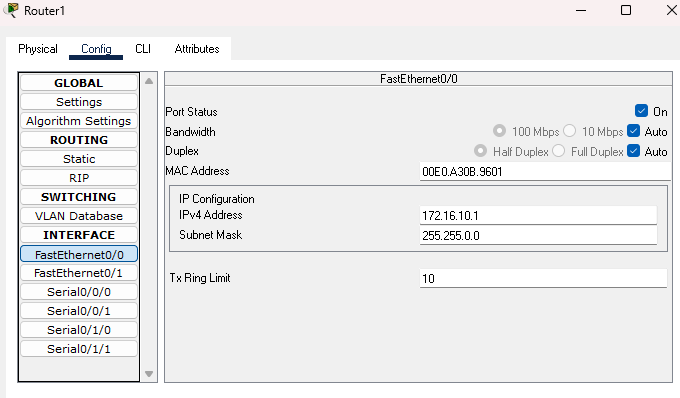 Router1
Physical Config CLI Attributes
GLOBAL
Settings
Algorithm Settings
ROUTING
Static
RIP
SWITCHING
VLAN Database
INTERFACE
FastEthernet0/0
FastEthernet0/1
Serial0/0/0
Serial0/0/1
Serial0/1/0
Serial0/1/1
FastEthernet0/0
Port Status On
Bandwidth 100 Mbps 10 Mbps Auto
Duplex Half Duplex Full Duplex Auto
MAC Address 00E0.A30B.9601
IP Configuration
IPv4 Address 172.16.10.1
Subnet Mask 255.255.0.0
Tx Ring Limit 10